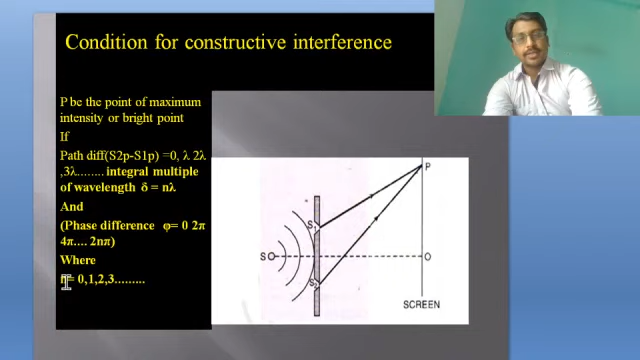 Condition for constructive interference
P be the point of maximum
intensity or bright point
If
Path diff(S2p-S1p) =0, λ 2λ
,3λ........ integral multiple
of wavelength δ = nλ
And
(Phase difference φ= 0 2π
4π.... 2nπ)
Where
n= 0,1,2,3.........
P
S1
S
O
S2
SCREEN